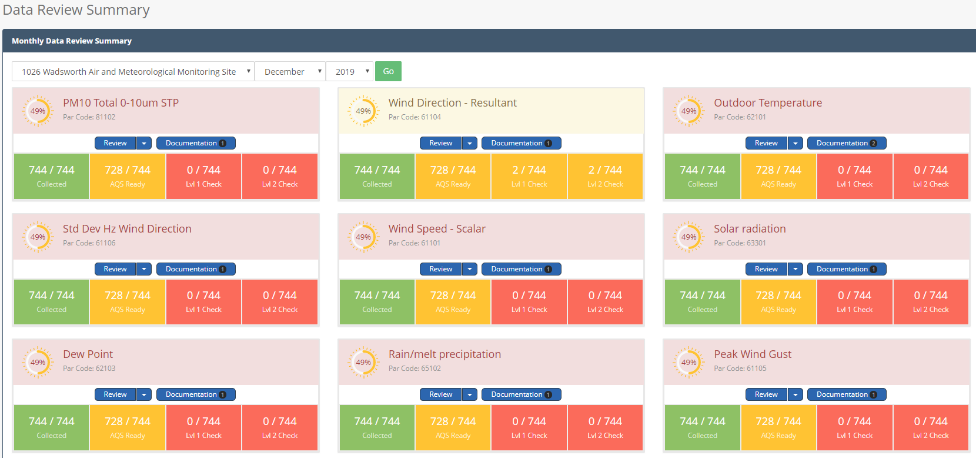 Data Review Summary
Monthly Data Review Summary
1026 Wadsworth Air and Meteorological Monitoring Site December 2019 Go
49% PM10 Total 0-10um STP
Par Code: 81102
Review Documentation 1
744 / 744 728 / 744 0 / 744 0 / 744
Collected AQS Ready Lvl 1 Check Lvl 2 Check
49% Wind Direction - Resultant
Par Code: 61104
Review Documentation 1
744 / 744 728 / 744 2 / 744 2 / 744
Collected AQS Ready Lvl 1 Check Lvl 2 Check
49% Outdoor Temperature
Par Code: 62101
Review Documentation 2
744 / 744 728 / 744 0 / 744 0 / 744
Collected AQS Ready Lvl 1 Check Lvl 2 Check
49% Std Dev Hz Wind Direction
Par Code: 61106
Review Documentation 1
744 / 744 728 / 744 0 / 744 0 / 744
Collected AQS Ready Lvl 1 Check Lvl 2 Check
49% Wind Speed - Scalar
Par Code: 61101
Review Documentation 1
744 / 744 728 / 744 0 / 744 0 / 744
Collected AQS Ready Lvl 1 Check Lvl 2 Check
49% Solar radiation
Par Code: 63301
Review Documentation 1
744 / 744 728 / 744 0 / 744 0 / 744
Collected AQS Ready Lvl 1 Check Lvl 2 Check
49% Dew Point
Par Code: 62103
Review Documentation 1
744 / 744 728 / 744 0 / 744 0 / 744
Collected AQS Ready Lvl 1 Check Lvl 2 Check
49% Rain/melt precipitation
Par Code: 65102
Review Documentation 1
744 / 744 728 / 744 0 / 744 0 / 744
Collected AQS Ready Lvl 1 Check Lvl 2 Check
49% Peak Wind Gust
Par Code: 61105
Review Documentation 1
744 / 744 728 / 744 0 / 744 0 / 744
Collected AQS Ready Lvl 1 Check Lvl 2 Check